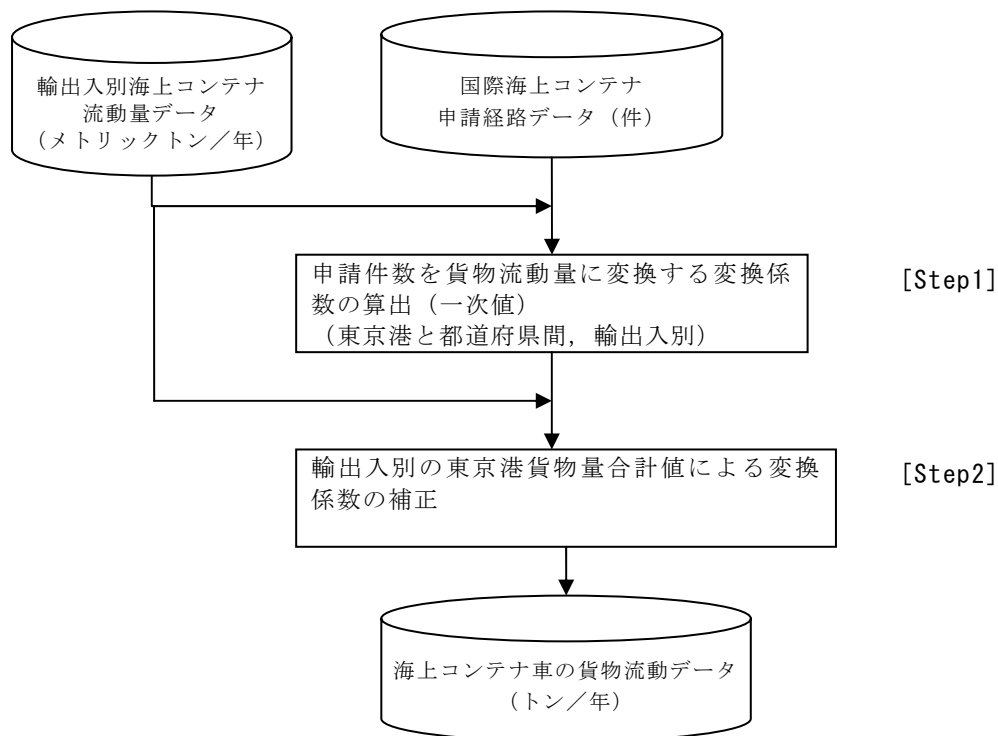 輸出入別海上コンテナ
流動量データ
（メトリックトン／年）
国際海上コンテナ
申請経路データ（件）
申請件数を貨物流動量に変換する変換係
数の算出（一次値）
（東京港と都道府県間，輸出入別）
[Step1]
輸出入別の東京港貨物量合計値による変換
係数の補正
[Step2]
海上コンテナ車の貨物流動データ
（トン／年）